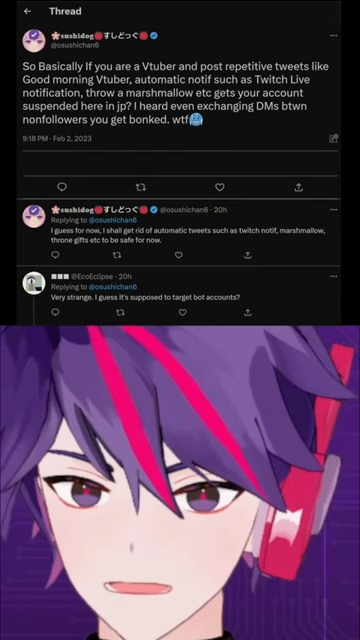 Thread
sushidog すしどっぐ
@osushichan6
So Basically If you are a Vtuber and post repetitive tweets like
Good morning Vtuber, automatic notif such as Twitch Live
notification, throw a marshmallow etc gets your account
suspended here in jp? I heard even exchanging DMs btwn
nonfollowers you get bonked. wtf🥶
9:18 PM · Feb 2, 2023
sushidog すしどっぐ @osushichan6 · 20h
Replying to @osushichan6
I guess for now, I shall get rid of automatic tweets such as twitch notif, marshmallow,
throne gifts etc to be safe for now.
■■■ @EcoEclipse · 20h
Replying to @osushichan6
Very strange. I guess it's supposed to target bot accounts?